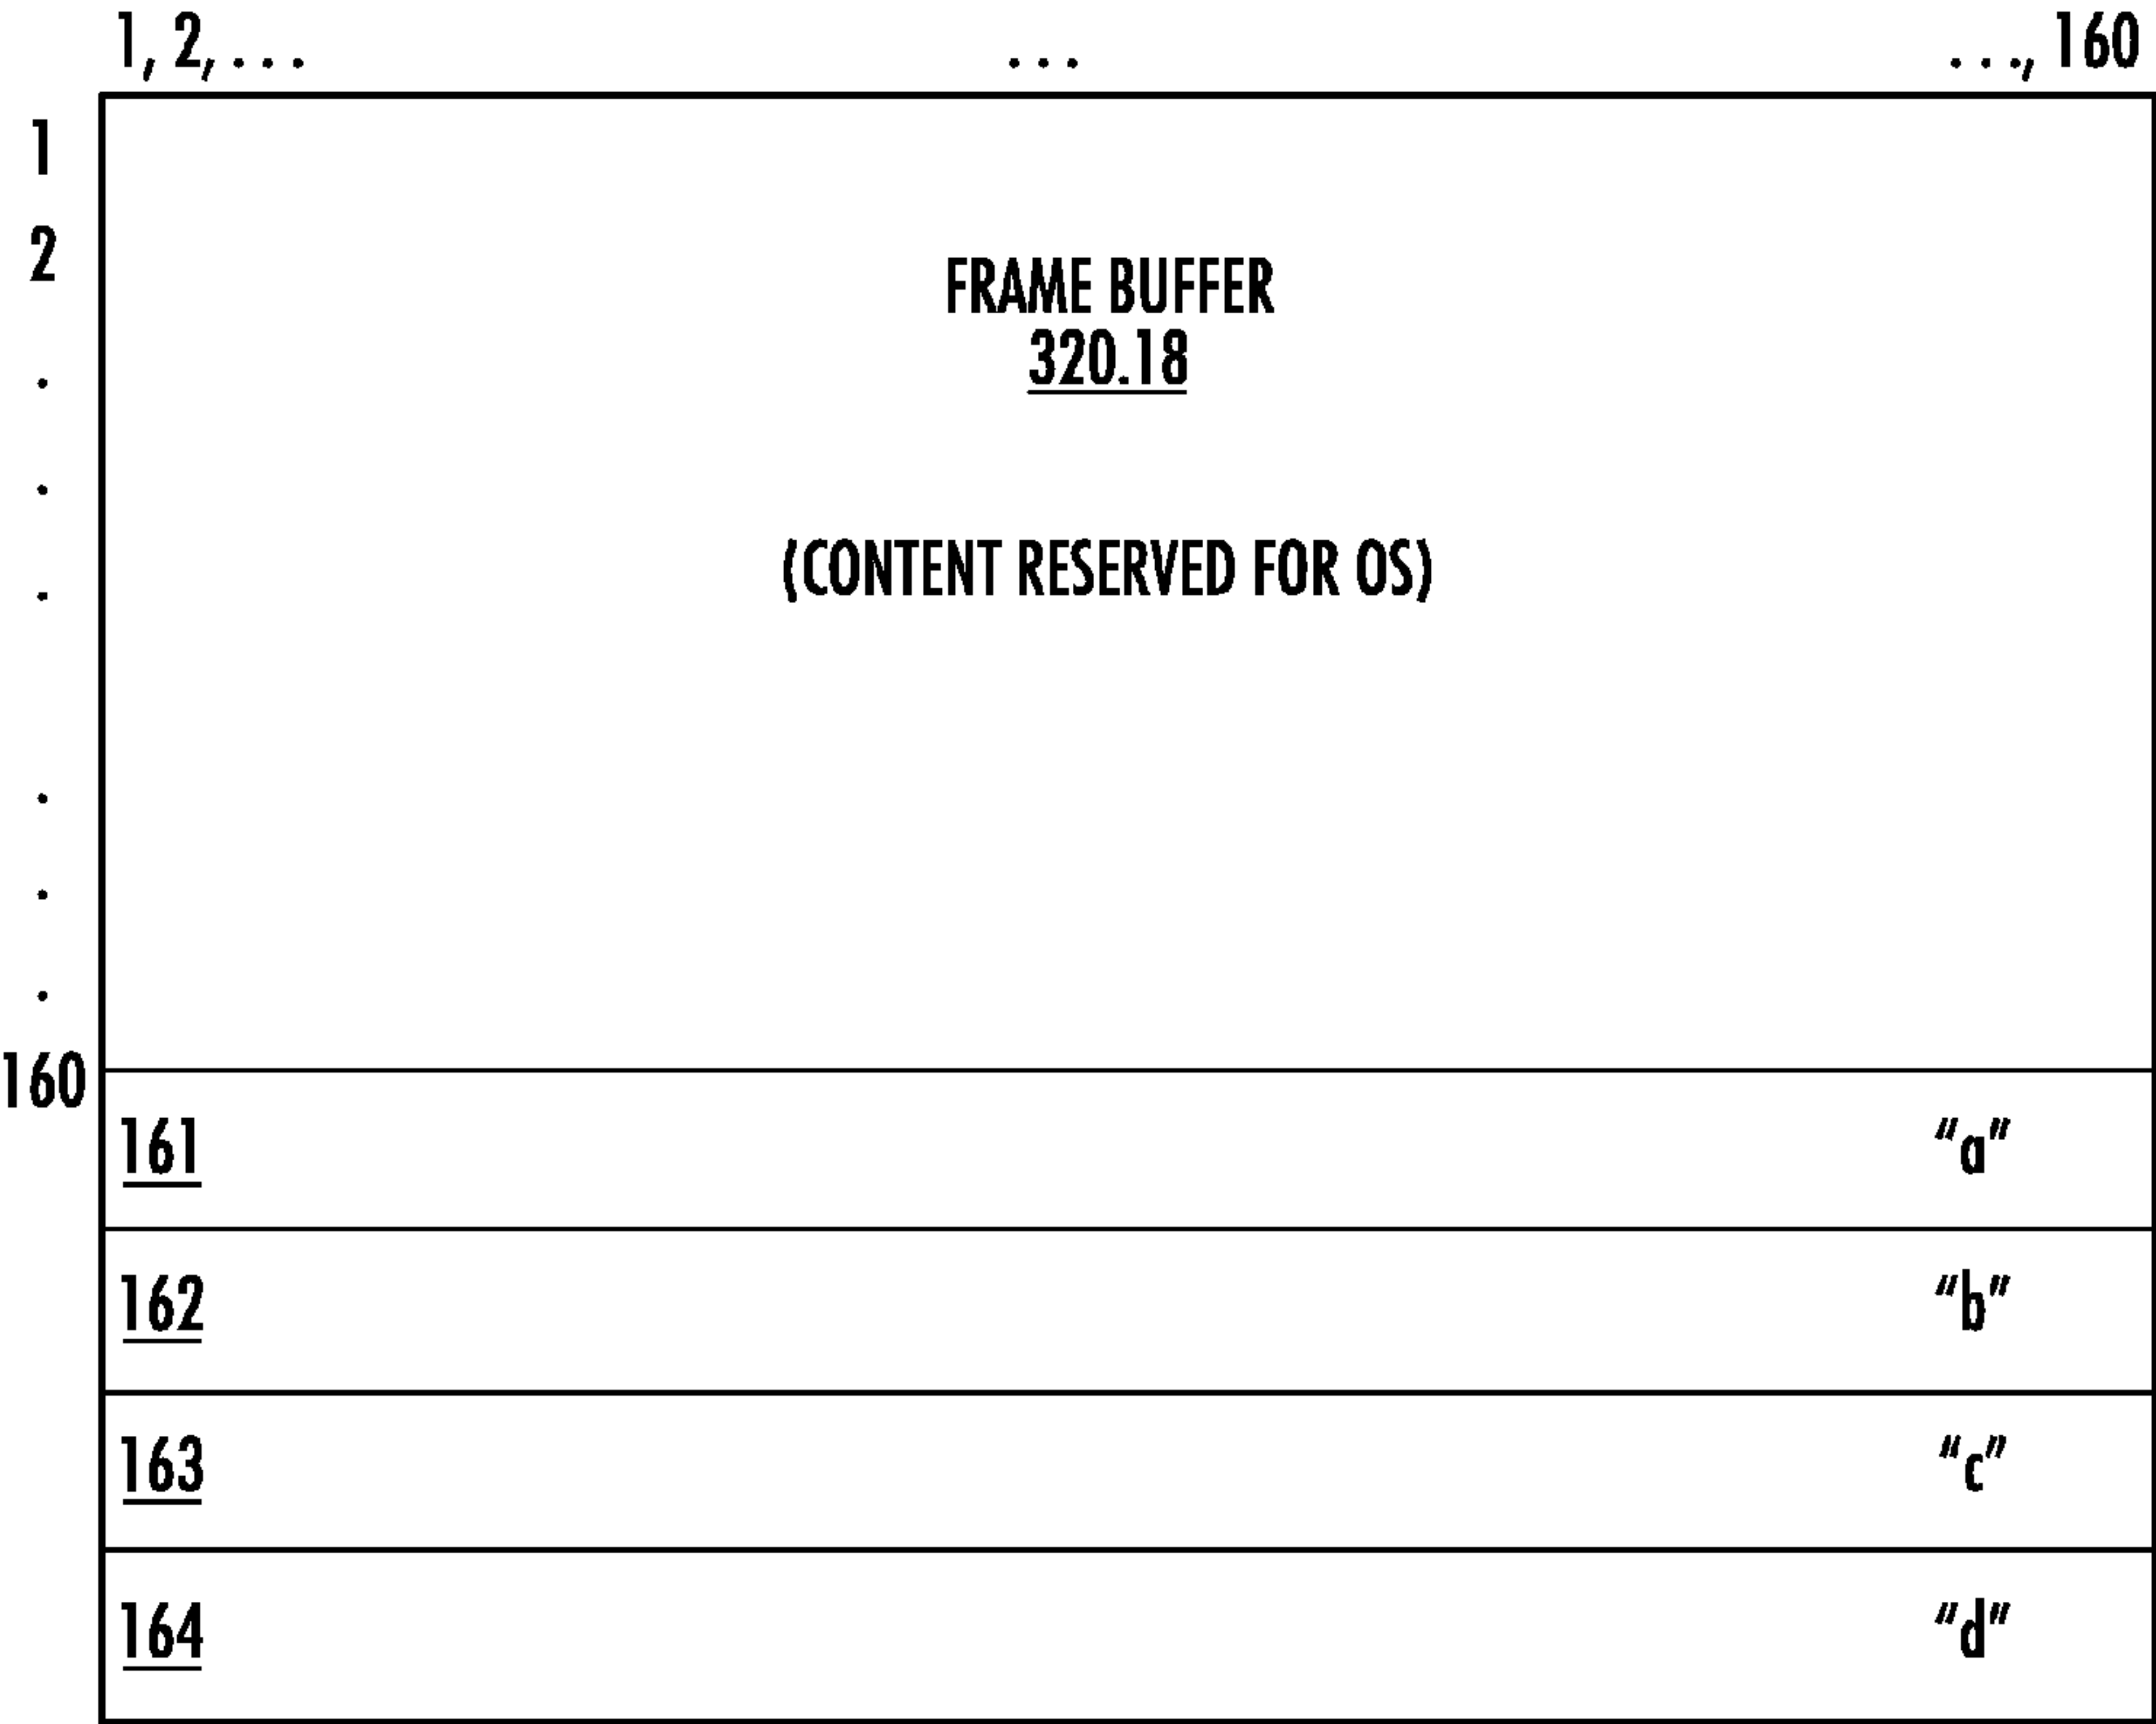 1, 2, . . . . . . . . ., 160
1
2
FRAME BUFFER
320.18
.
.
(CONTENT RESERVED FOR OS)
.
.
.
.
160
161 "a"
162 "b"
163 "c"
164 "d"